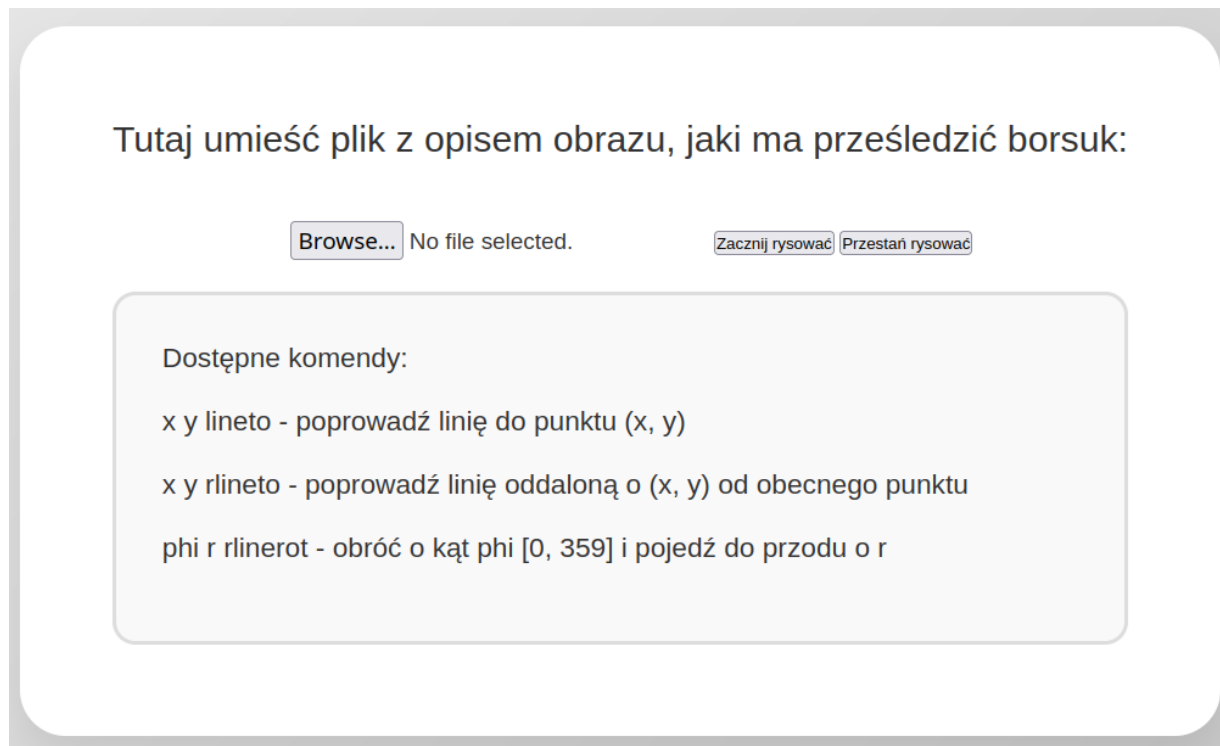 Tutaj umieść plik z opisem obrazu, jaki ma prześledzić borsuk:
Browse... No file selected. Zacznij rysować Przestań rysować
Dostępne komendy:
x y lineto - poprowadź linię do punktu (x, y)
x y rlineto - poprowadź linię oddaloną o (x, y) od obecnego punktu
phi r rlinerot - obróć o kąt phi [0, 359] i pojedź do przodu o r